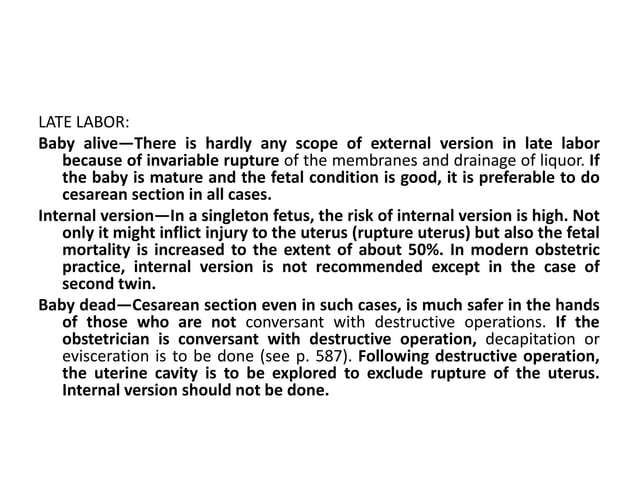 LATE LABOR:
Baby alive—There is hardly any scope of external version in late labor
because of invariable rupture of the membranes and drainage of liquor. If
the baby is mature and the fetal condition is good, it is preferable to do
cesarean section in all cases.
Internal version—In a singleton fetus, the risk of internal version is high. Not
only it might inflict injury to the uterus (rupture uterus) but also the fetal
mortality is increased to the extent of about 50%. In modern obstetric
practice, internal version is not recommended except in the case of
second twin.
Baby dead—Cesarean section even in such cases, is much safer in the hands
of those who are not conversant with destructive operations. If the
obstetrician is conversant with destructive operation, decapitation or
evisceration is to be done (see p. 587). Following destructive operation,
the uterine cavity is to be explored to exclude rupture of the uterus.
Internal version should not be done.